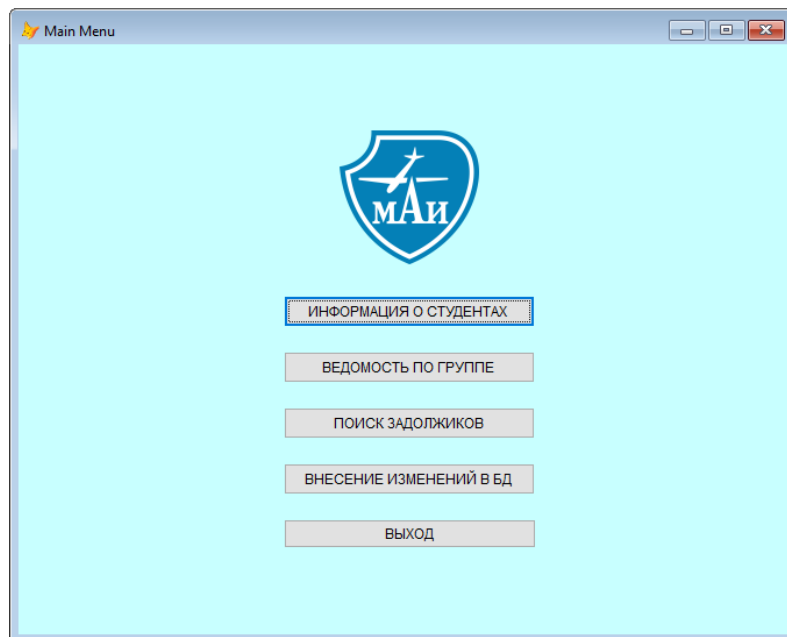 Main Menu
МАИ
ИНФОРМАЦИЯ О СТУДЕНТАХ
ВЕДОМОСТЬ ПО ГРУППЕ
ПОИСК ЗАДОЛЖИКОВ
ВНЕСЕНИЕ ИЗМЕНЕНИЙ В БД
ВЫХОД